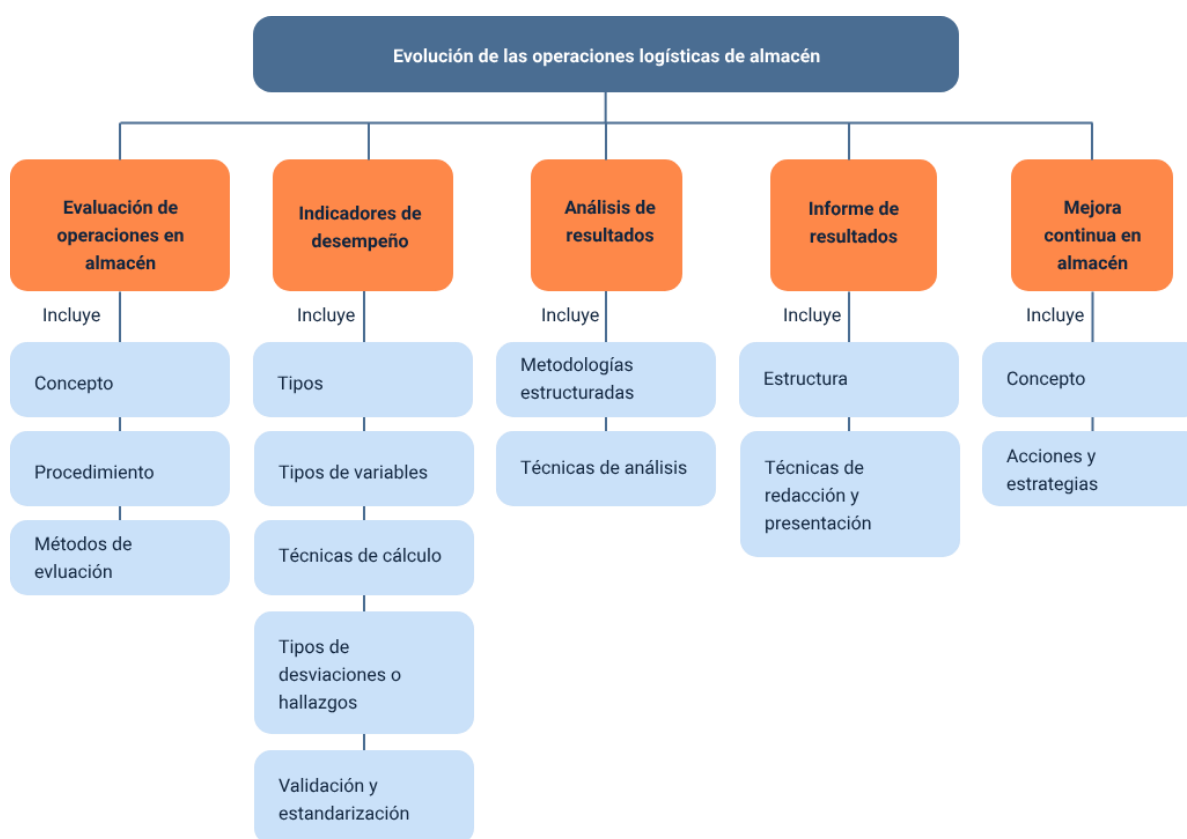 Evolución de las operaciones logísticas de almacén
Evaluación de
operaciones en
almacén
Incluye
Concepto
Procedimiento
Métodos de
evluación
Indicadores de
desempeño
Incluye
Tipos
Tipos de variables
Técnicas de cálculo
Tipos de
desviaciones o
hallazgos
Validación y
estandarización
Análisis de
resultados
Incluye
Metodologías
estructuradas
Técnicas de análisis
Informe de
resultados
Incluye
Estructura
Técnicas de
redacción y
presentación
Mejora
continua en
almacén
Incluye
Concepto
Acciones y
estrategias